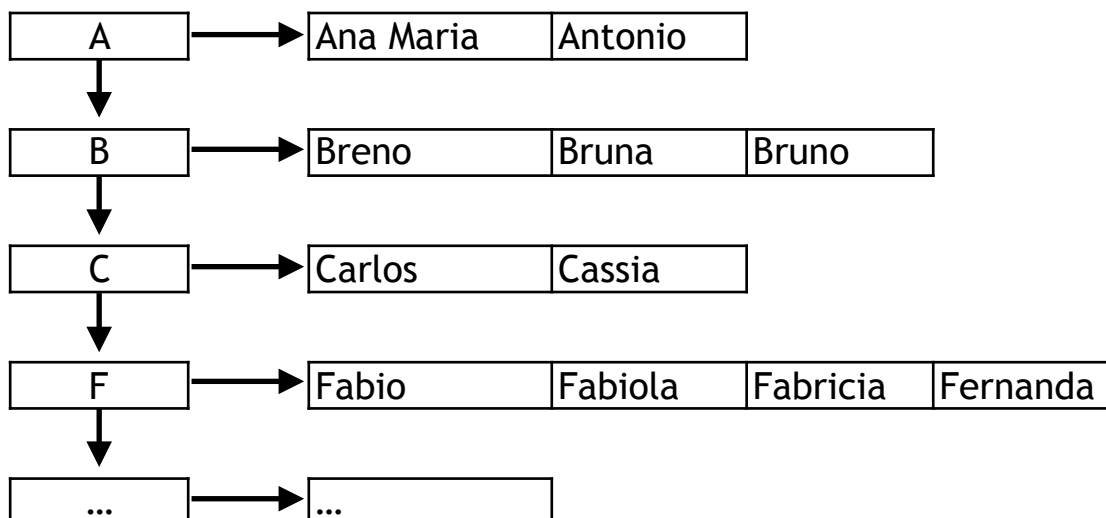 A Ana Maria Antonio
B Breno Bruna Bruno
C Carlos Cassia
F Fabio Fabiola Fabricia Fernanda
... ...